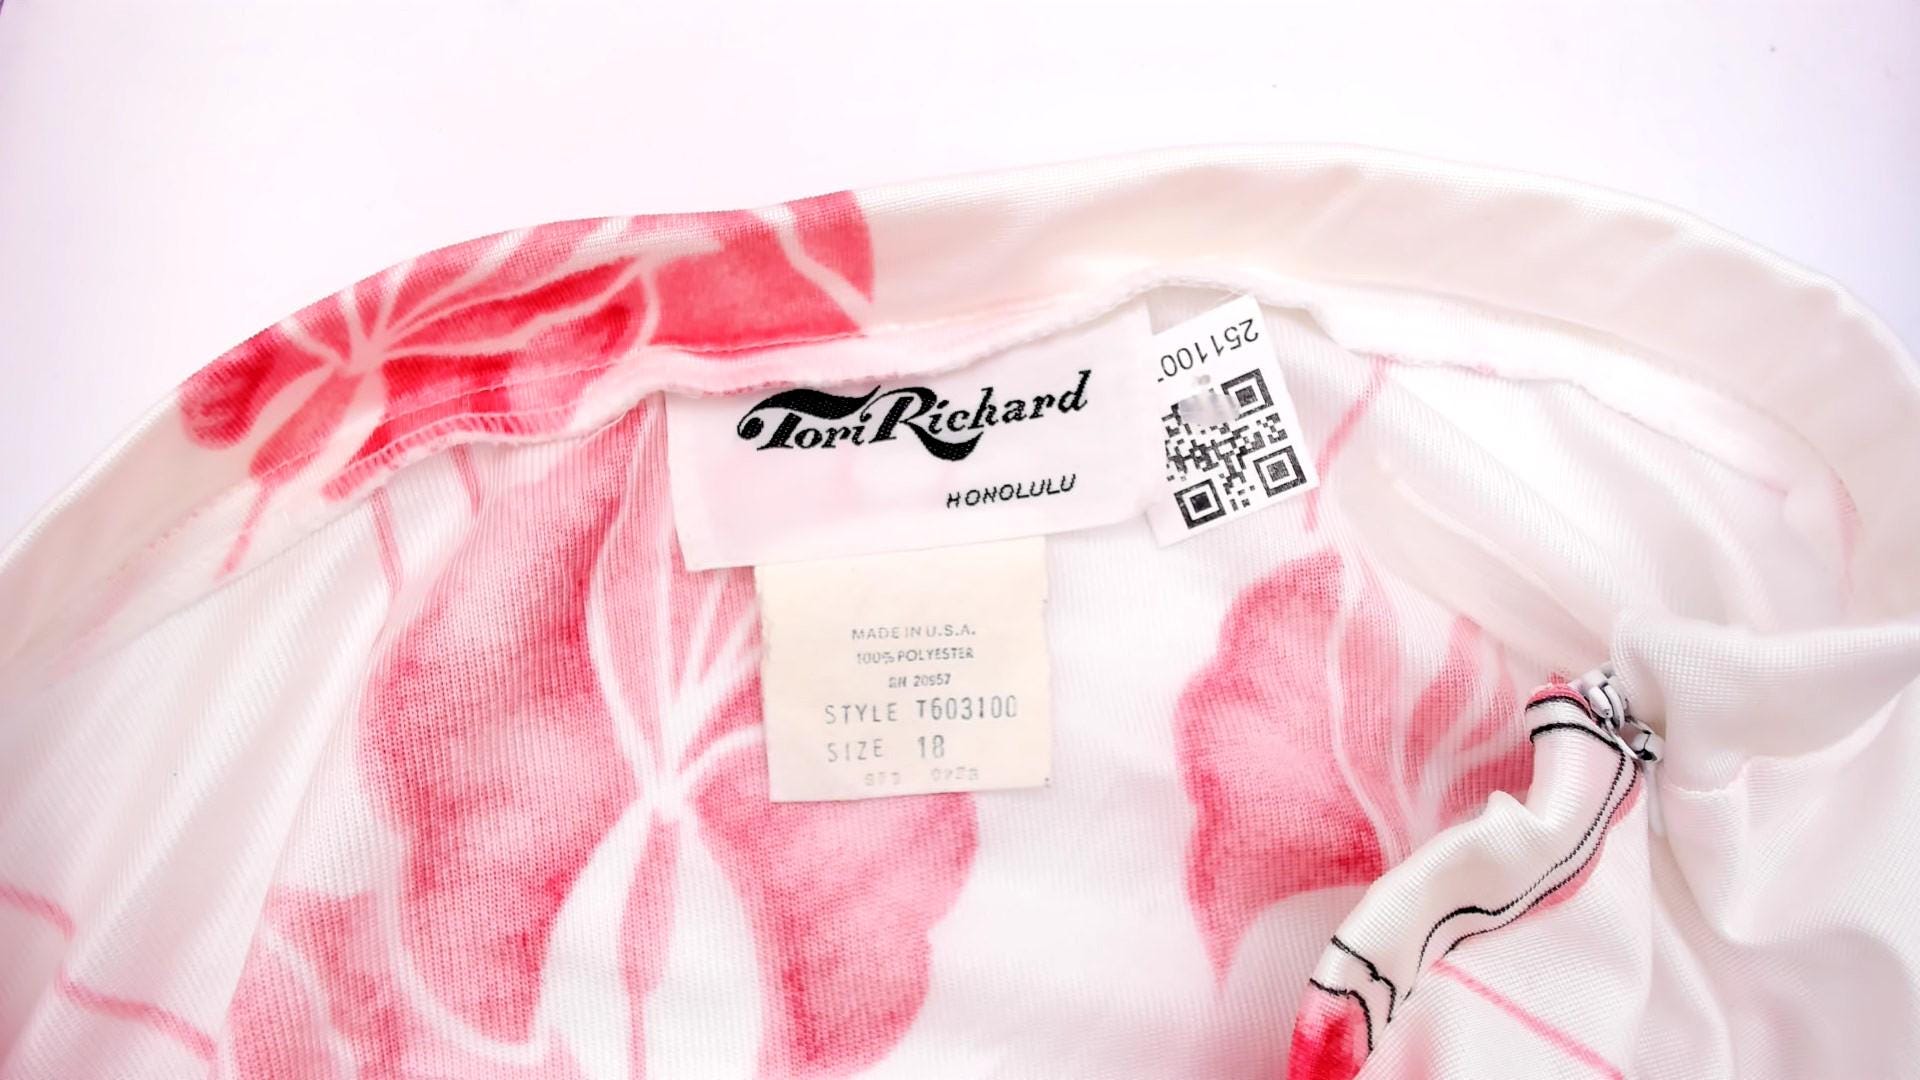 Tori Richard
HONOLULU
251100
MADE IN U.S.A.
100% POLYESTER
RN 20957
STYLE T603100
SIZE 18